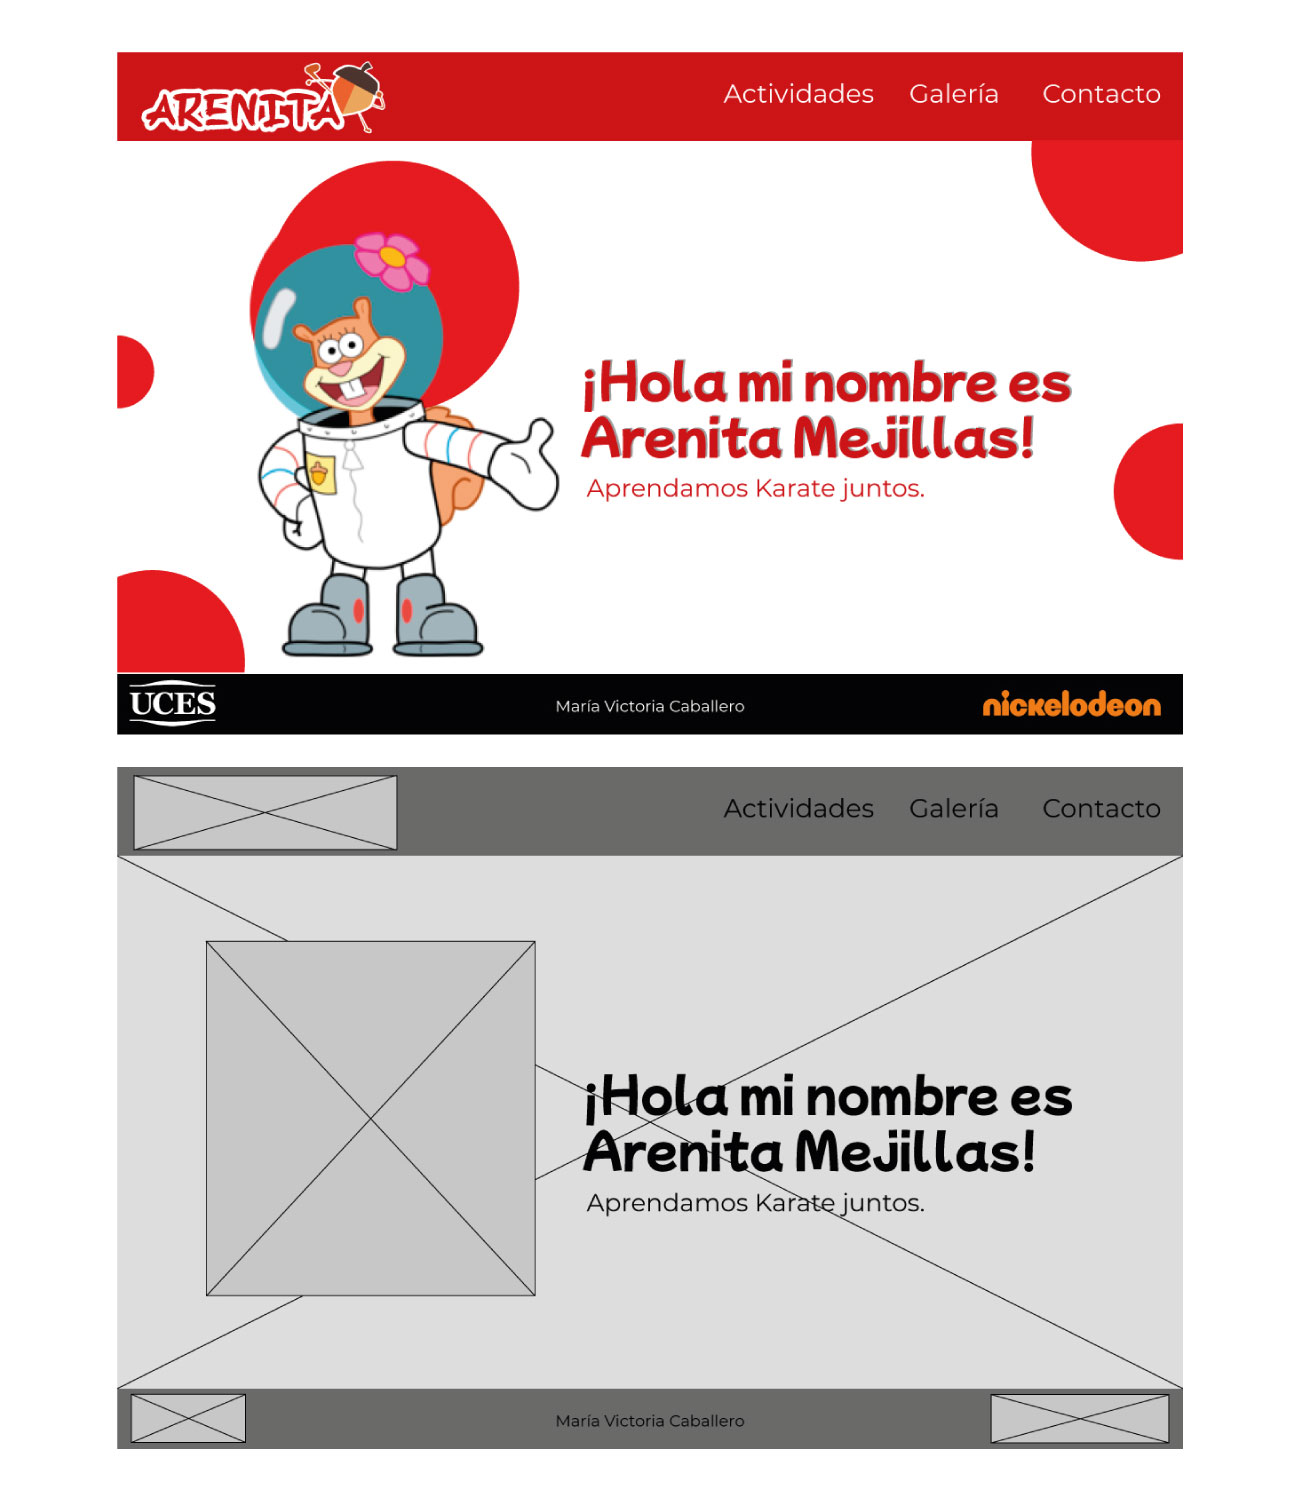 ARENITA
Actividades Galería Contacto
¡Hola mi nombre es
Arenita Mejillas!
Aprendamos Karate juntos.
UCES
María Victoria Caballero
nickelodeon
Actividades Galería Contacto
¡Hola mi nombre es
Arenita Mejillas!
Aprendamos Karate juntos.
María Victoria Caballero